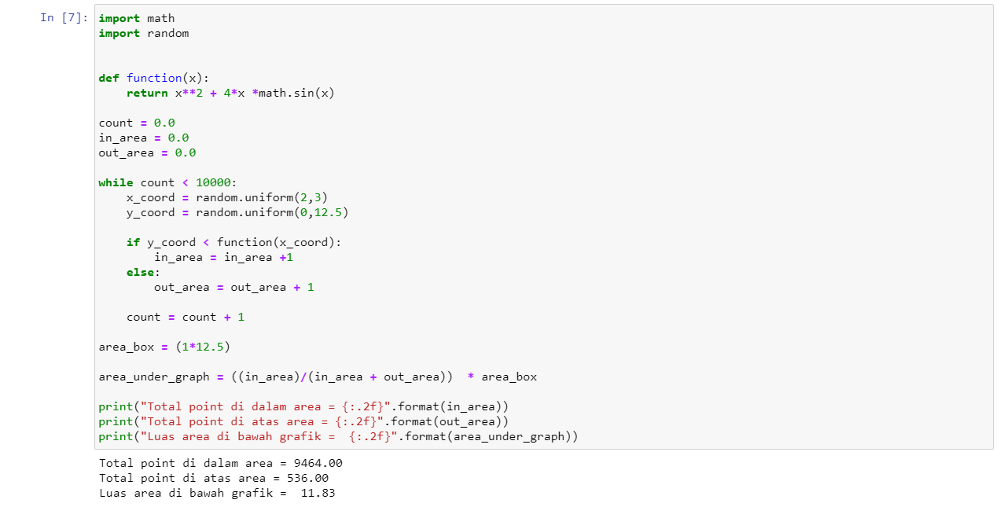 In [7]:
import math
import random
def function(x):
    return x**2 + 4*x *math.sin(x)
count = 0.0
in_area = 0.0
out_area = 0.0
while count < 10000:
    x_coord = random.uniform(2,3)
    y_coord = random.uniform(0,12.5)
    if y_coord < function(x_coord):
        in_area = in_area +1
    else:
        out_area = out_area + 1
    count = count + 1
area_box = (1*12.5)
area_under_graph = ((in_area)/(in_area + out_area))  * area_box
print("Total point di dalam area = {:.2f}".format(in_area))
print("Total point di atas area = {:.2f}".format(out_area))
print("Luas area di bawah grafik =  {:.2f}".format(area_under_graph))
Total point di dalam area = 9464.00
Total point di atas area = 536.00
Luas area di bawah grafik =  11.83